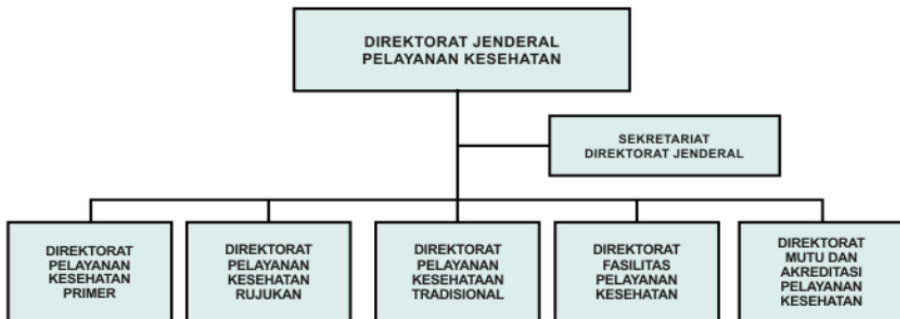 DIREKTORAT JENDERAL
PELAYANAN KESEHATAN
SEKRETARIAT
DIREKTORAT JENDERAL
DIREKTORAT
PELAYANAN
KESEHATAN
PRIMER
DIREKTORAT
PELAYANAN
KESEHATAN
RUJUKAN
DIREKTORAT
PELAYANAN
KESEHATAAN
TRADISIONAL
DIREKTORAT
FASILITAS
PELAYANAN
KESEHATAN
DIREKTORAT
MUTU DAN
AKREDITASI
PELAYANAN
KESEHATAN